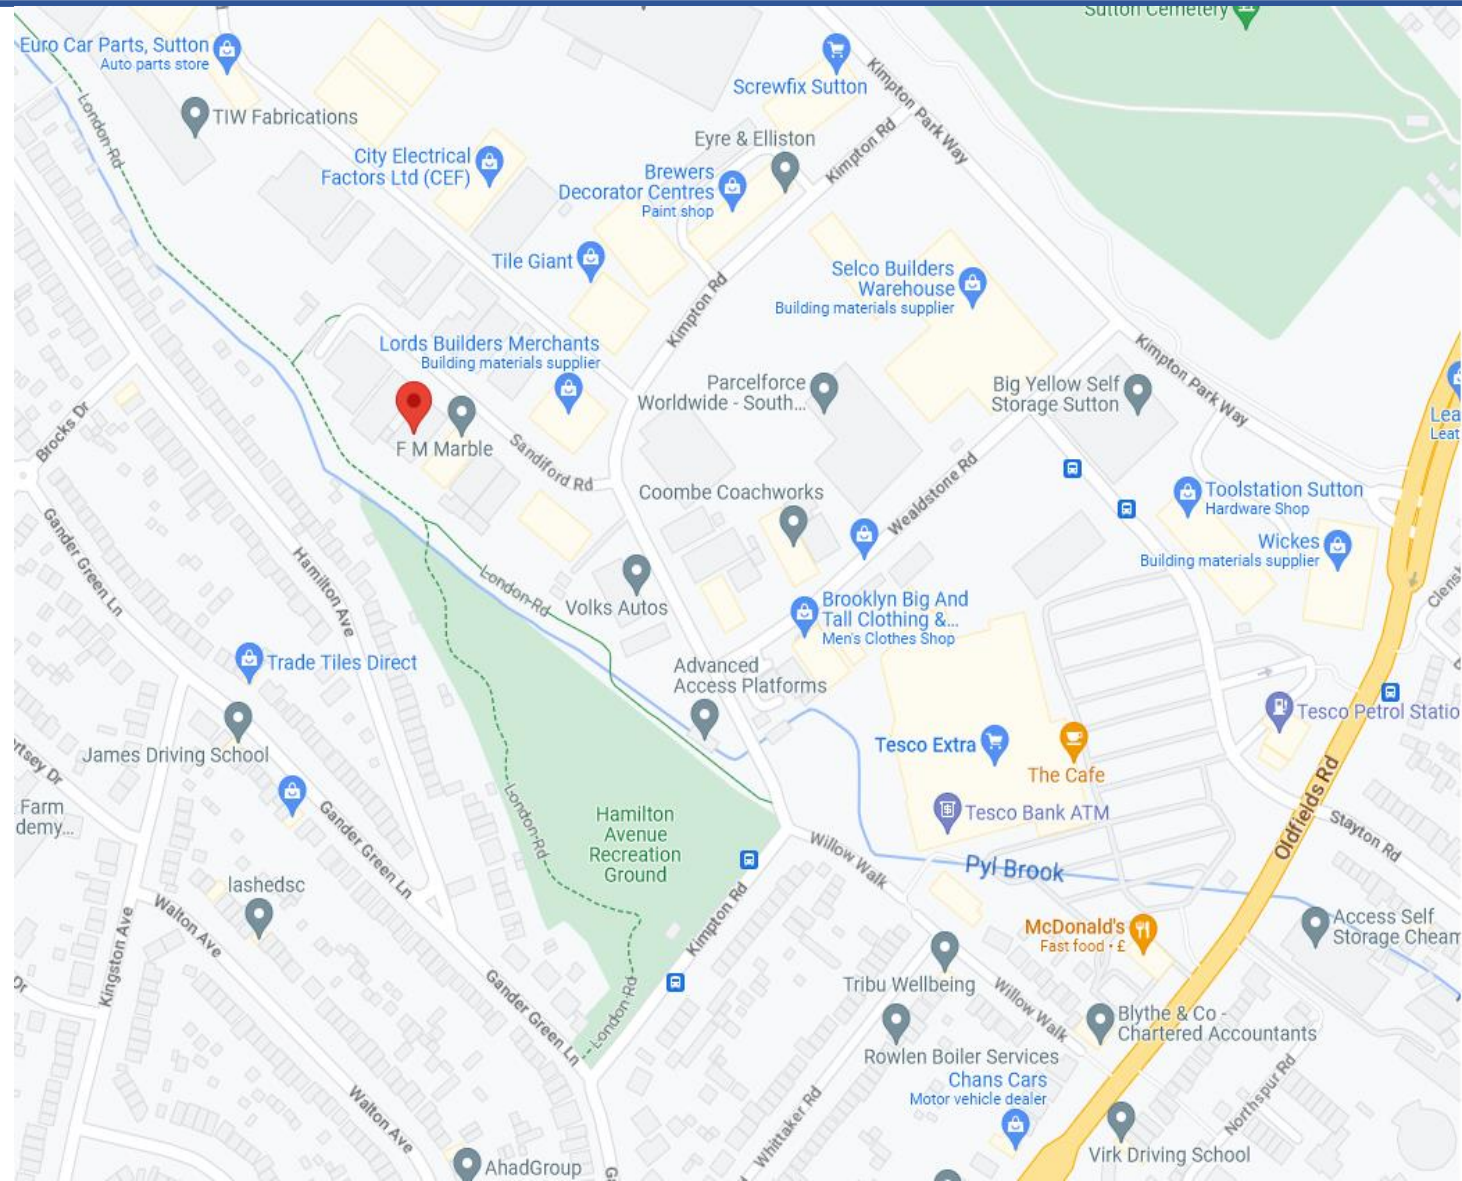 Sutton Cemetery
Euro Car Parts, Sutton
Auto parts store
London Rd
TIW Fabrications
Screwfix Sutton
Kimpton Park Way
Eyre & Elliston
Kimpton Rd
City Electrical
Factors Ltd (CEF)
Brewers
Decorator Centres
Paint shop
Tile Giant
Selco Builders
Warehouse
Building materials supplier
Kimpton Rd
Lords Builders Merchants
Building materials supplier
Kimpton Park Way
Parcelforce
Worldwide - South...
Big Yellow Self
Storage Sutton
Lea
Leat
Brocks Dr
F M Marble
Sandiford Rd
Wealdstone Rd
Coombe Coachworks
Toolstation Sutton
Hardware Shop
Wickes
Building materials supplier
Gander Green Ln
Hamilton Ave
London Rd
Volks Autos
Brooklyn Big And
Tall Clothing &...
Men's Clothes Shop
Clensh
Trade Tiles Direct
Advanced
Access Platforms
Tesco Petrol Statio
James Driving School
rtsey Dr
Tesco Extra
The Cafe
Farm
demy...
Gander Green Ln
London Rd
Hamilton
Avenue
Recreation
Ground
Tesco Bank ATM
Oldfields Rd
Stayton Rd
Willow Walk
Pyl Brook
lashedsc
Walton Ave
Kingston Ave
Kimpton Rd
McDonald's
Fast food • £
Access Self
Storage Cheam
Dr
Gander Green Ln
London Rd
Tribu Wellbeing
Willow Walk
Blythe & Co -
Chartered Accountants
Rowlen Boiler Services
Chans Cars
Motor vehicle dealer
Northspur Rd
Walton Ave
Whittaker Rd
Virk Driving School
AhadGroup
Ga